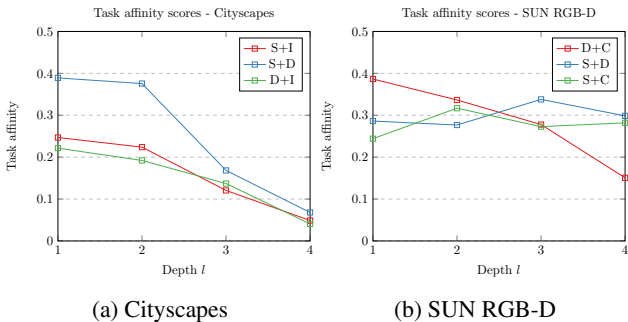 Task affinity scores - Cityscapes
0.5
0.4
0.3
0.2
0.1
0
Task affinity
S+I
S+D
D+I
1 2 3 4
Depth l
(a) Cityscapes
Task affinity scores - SUN RGB-D
0.5
0.4
0.3
0.2
0.1
0
Task affinity
D+C
S+D
S+C
1 2 3 4
Depth l
(b) SUN RGB-D